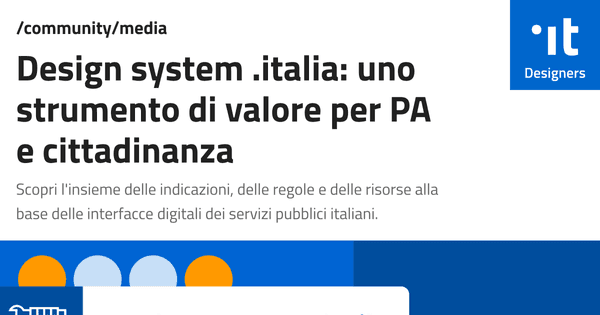 /community/media
Design system .italia: uno
strumento di valore per PA
e cittadinanza
Scopri l'insieme delle indicazioni, delle regole e delle risorse alla
base delle interfacce digitali dei servizi pubblici italiani.
it
Designers